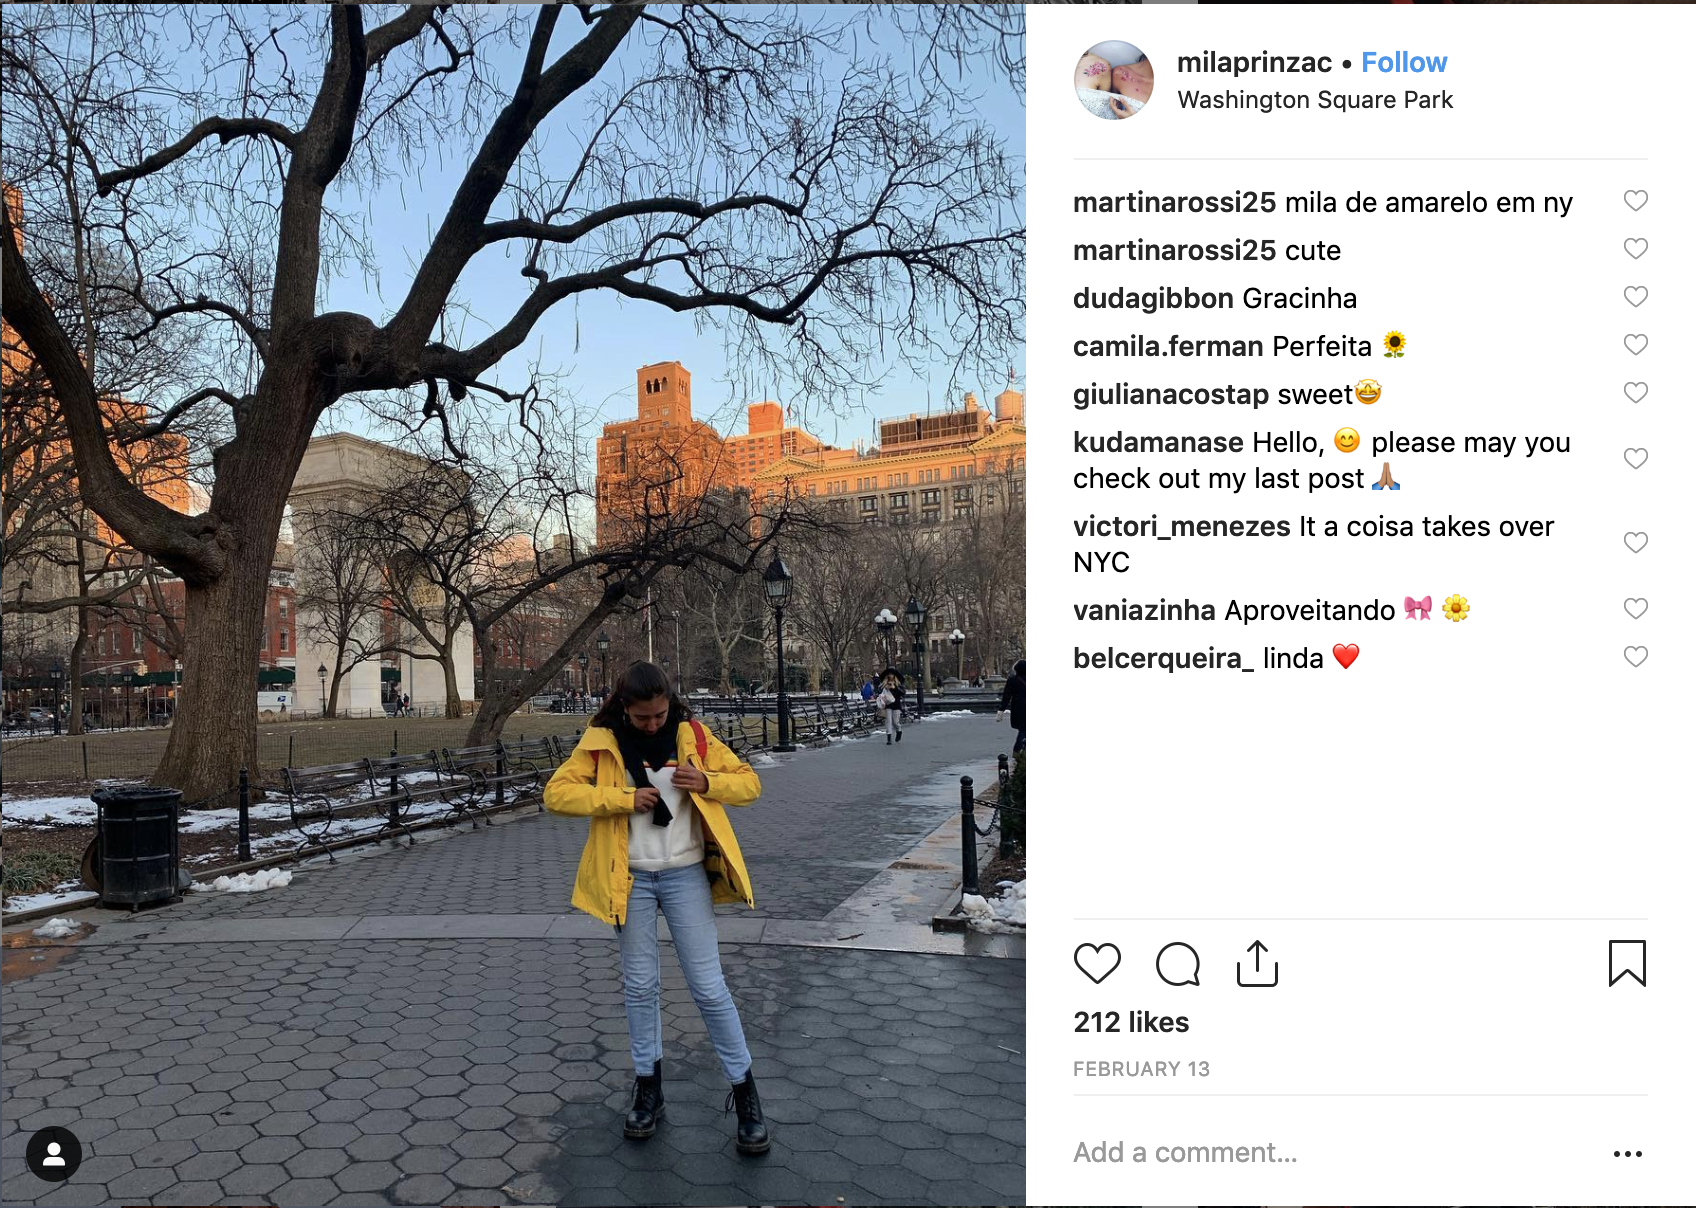 milaprinzac • Follow
Washington Square Park
martinarossi25 mila de amarelo em ny
martinarossi25 cute
dudagibbon Gracinha
camila.ferman Perfeita 🌻
giulianacostap sweet🤩
kudamanase Hello, 😊 please may you
check out my last post 🙏🏽
victori_menezes It a coisa takes over
NYC
vaniazinha Aproveitando 🎀 🌼
belcerqueira_ linda ❤️
212 likes
FEBRUARY 13
Add a comment...